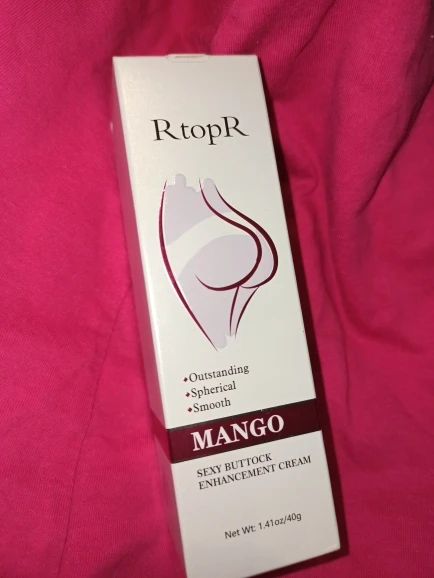 RtopR
Outstanding
Spherical
Smooth
MANGO
SEXY BUTTOCK
ENHANCEMENT CREAM
Net Wt: 1.41oz/40g